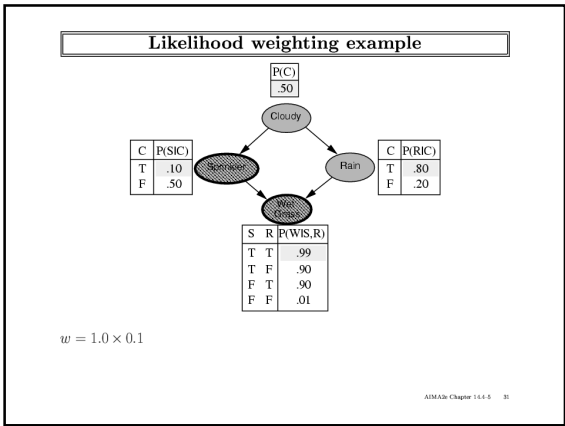 Likelihood weighting example
P(C)
.50
Cloudy
C P(S|C)
T .10
F .50
Sprinkler
Rain
C P(R|C)
T .80
F .20
Wet
Grass
S R P(W|S,R)
T T .99
T F .90
F T .90
F F .01
w = 1.0 × 0.1
AIMA2e Chapter 14.4–5 31